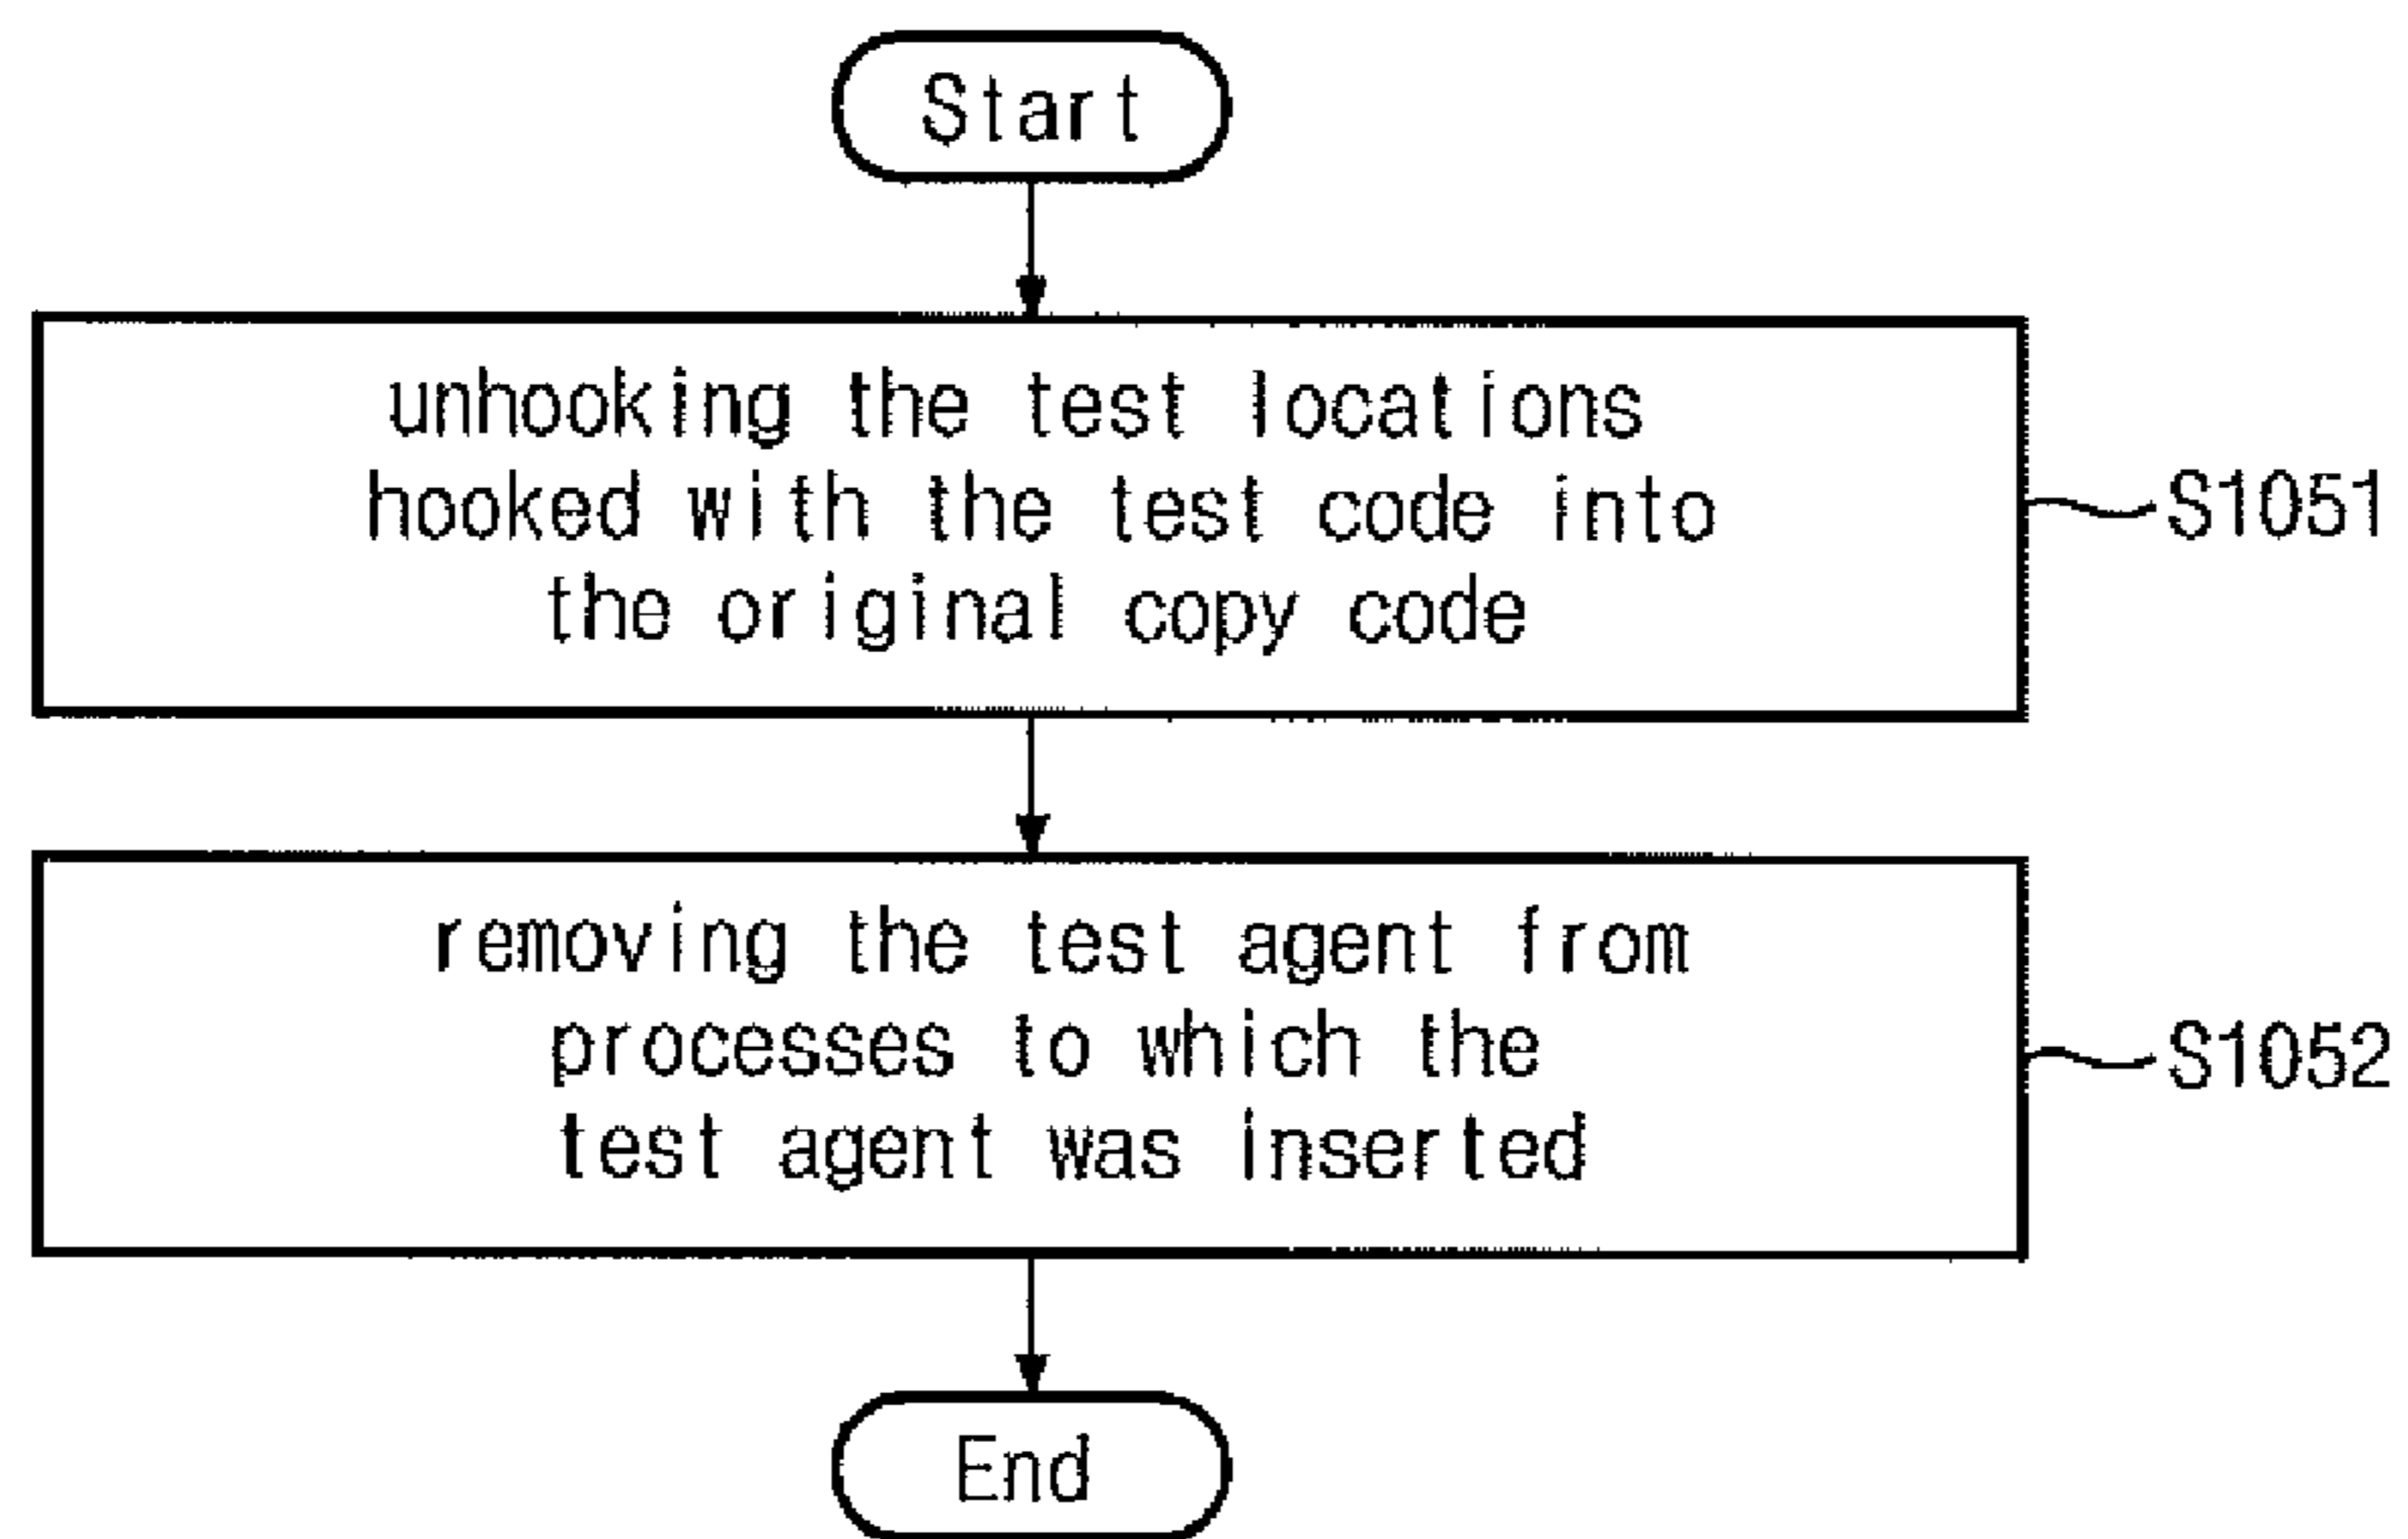 Start
unhooking the test locations
hooked with the test code into
the original copy code
S1051
removing the test agent from
processes to which the
test agent was inserted
S1052
End